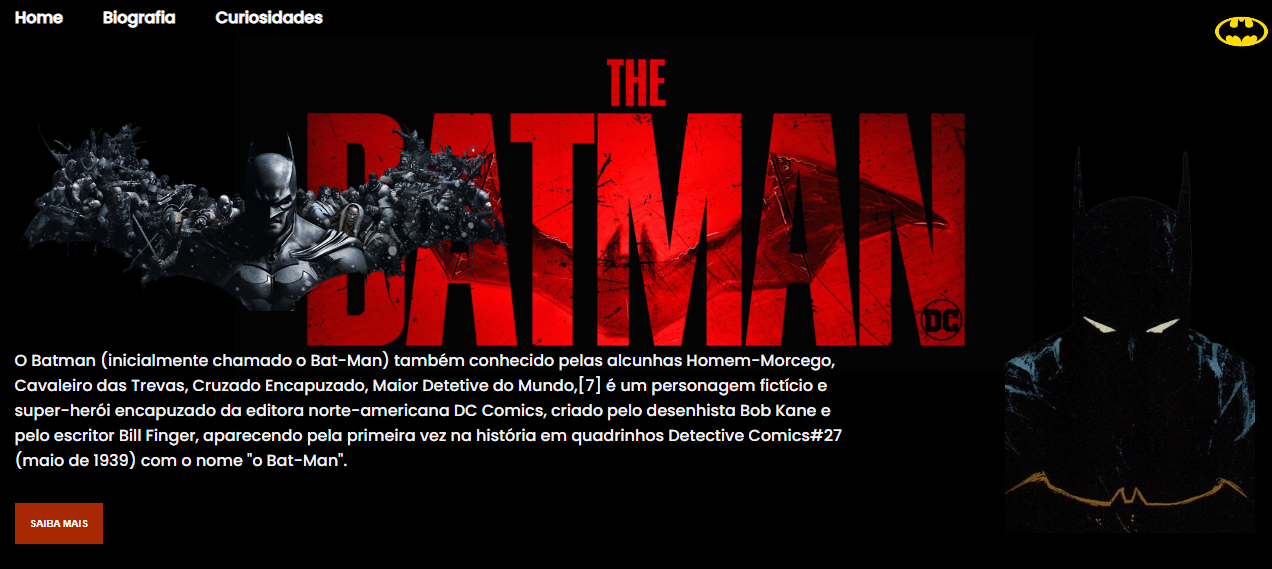 Home Biografia Curiosidades
THE
BATMAN
DC
O Batman (inicialmente chamado o Bat-Man) também conhecido pelas alcunhas Homem-Morcego,
Cavaleiro das Trevas, Cruzado Encapuzado, Maior Detetive do Mundo,[7] é um personagem fictício e
super-herói encapuzado da editora norte-americana DC Comics, criado pelo desenhista Bob Kane e
pelo escritor Bill Finger, aparecendo pela primeira vez na história em quadrinhos Detective Comics#27
(maio de 1939) com o nome "o Bat-Man".
SAIBA MAIS